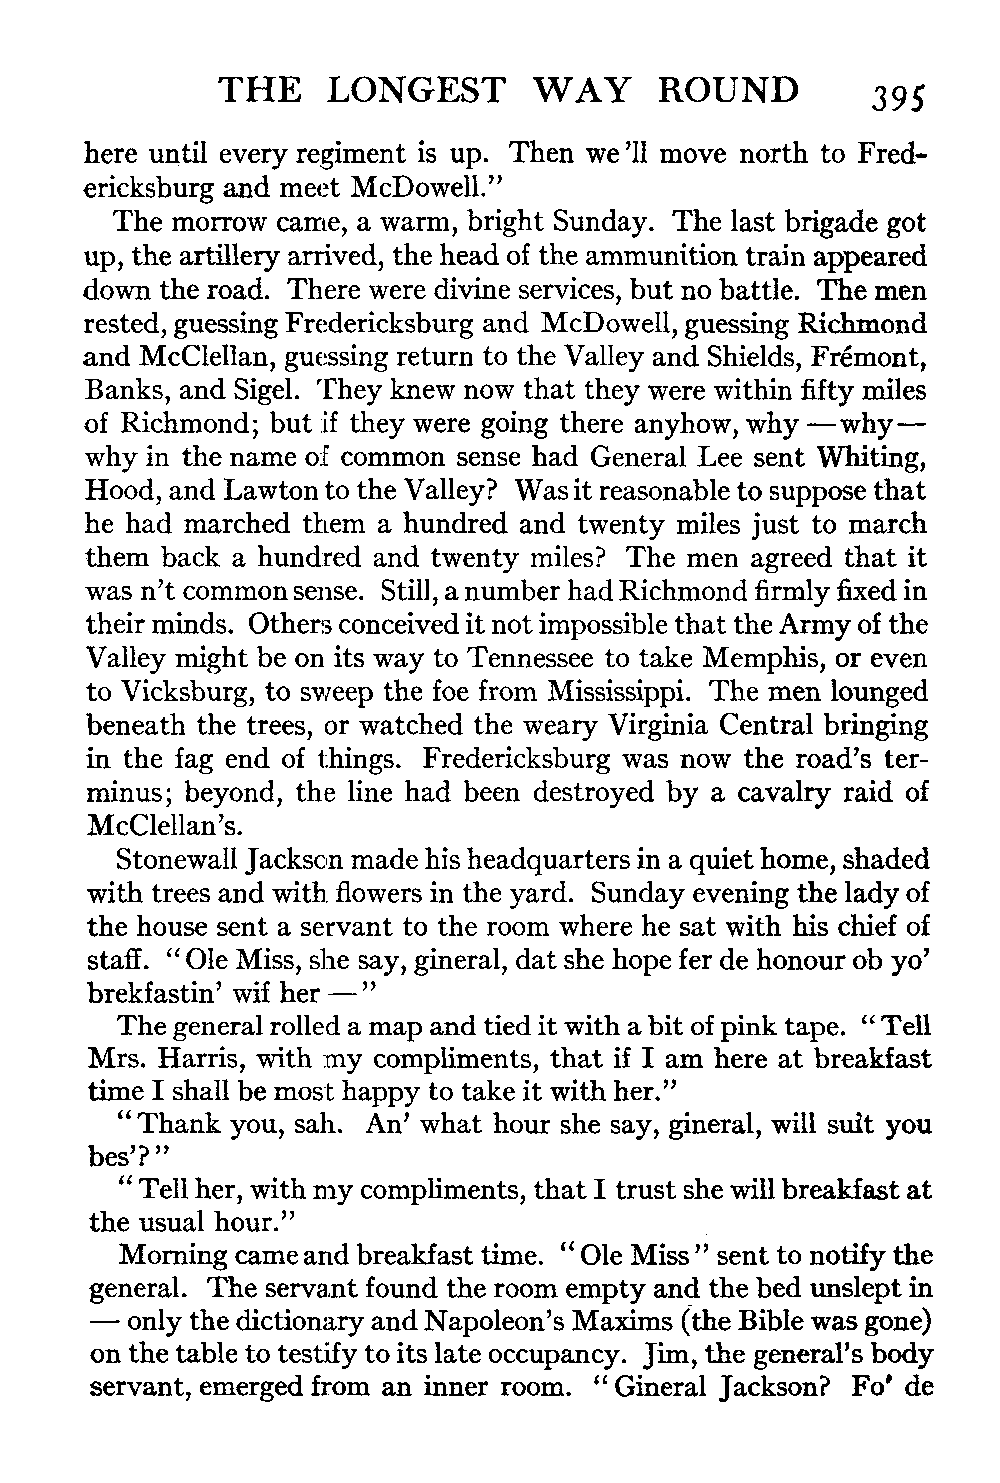 THE LONGEST WAY ROUND 395
here until every regiment is up. Then we'll move north to Fred-
ericksburg and meet McDowell."
The morrow came, a warm, bright Sunday. The last brigade got
up, the artillery arrived, the head of the ammunition train appeared
down the road. There were divine services, but no battle. The men
rested, guessing Fredericksburg and McDowell, guessing Richmond
and McClellan, guessing return to the Valley and Shields, Frémont,
Banks, and Sigel. They knew now that they were within fifty miles
of Richmond; but if they were going there anyhow, why — why —
why in the name of common sense had General Lee sent Whiting,
Hood, and Lawton to the Valley? Was it reasonable to suppose that
he had marched them a hundred and twenty miles just to march
them back a hundred and twenty miles? The men agreed that it
was n't common sense. Still, a number had Richmond firmly fixed in
their minds. Others conceived it not impossible that the Army of the
Valley might be on its way to Tennessee to take Memphis, or even
to Vicksburg, to sweep the foe from Mississippi. The men lounged
beneath the trees, or watched the weary Virginia Central bringing
in the fag end of things. Fredericksburg was now the road's ter-
minus; beyond, the line had been destroyed by a cavalry raid of
McClellan's.
Stonewall Jackson made his headquarters in a quiet home, shaded
with trees and with flowers in the yard. Sunday evening the lady of
the house sent a servant to the room where he sat with his chief of
staff. "Ole Miss, she say, gineral, dat she hope fer de honour ob yo'
brekfastin' wif her —"
The general rolled a map and tied it with a bit of pink tape. "Tell
Mrs. Harris, with my compliments, that if I am here at breakfast
time I shall be most happy to take it with her."
"Thank you, sah. An' what hour she say, gineral, will suit you
bes'?"
"Tell her, with my compliments, that I trust she will breakfast at
the usual hour."
Morning came and breakfast time. "Ole Miss" sent to notify the
general. The servant found the room empty and the bed unslept in
— only the dictionary and Napoleon's Maxims (the Bible was gone)
on the table to testify to its late occupancy. Jim, the general's body
servant, emerged from an inner room. "Gineral Jackson? Fo' de